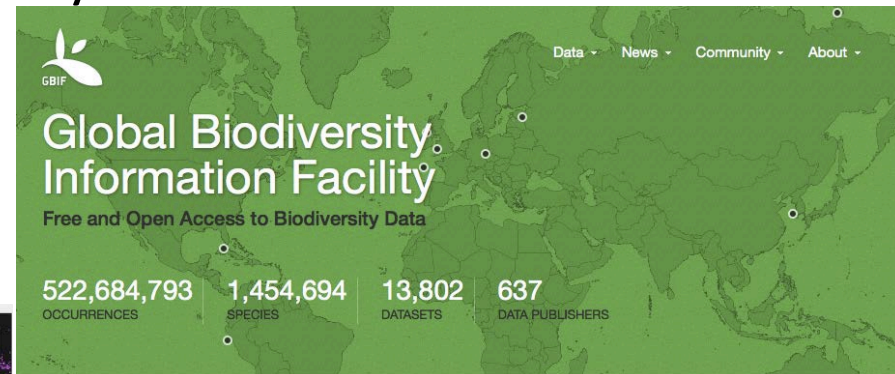 GBIF
Data - News - Community - About -
Global Biodiversity
Information Facility
Free and Open Access to Biodiversity Data
522,684,793 1,454,694 13,802 637
OCCURRENCES SPECIES DATASETS DATA PUBLISHERS